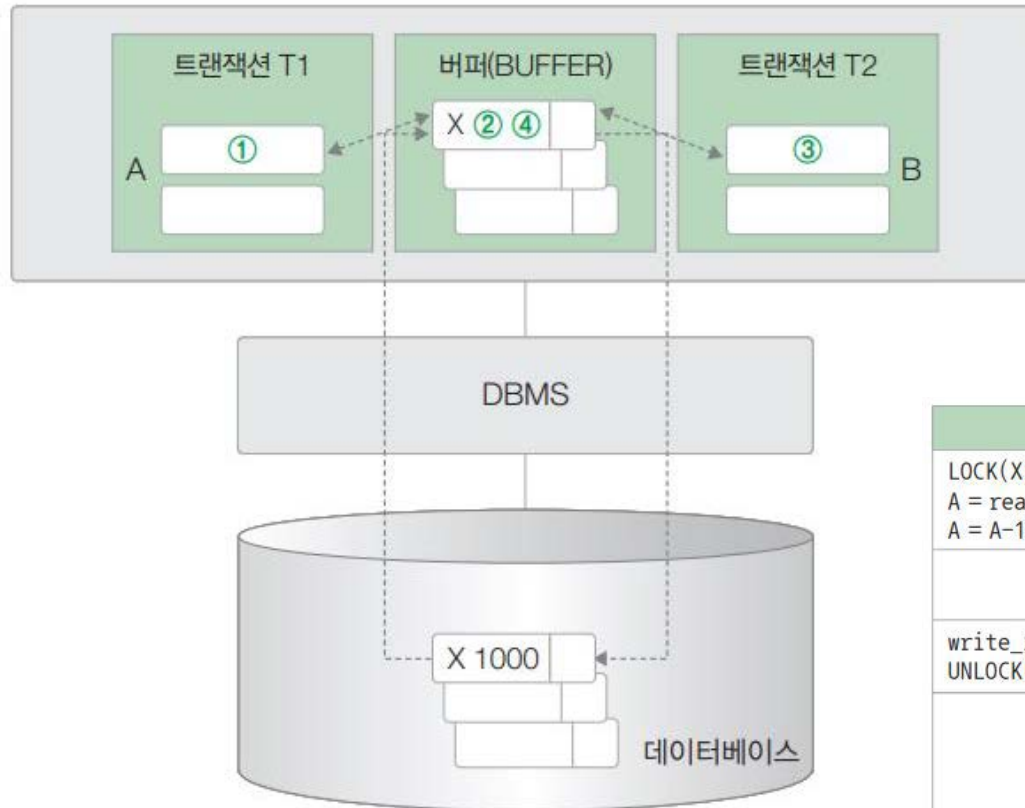 트랜잭션 T1
버퍼(BUFFER)
트랜잭션 T2
A ①
X ② ④
③ B
DBMS
X 1000
데이터베이스
LOCK(X
A = rea
A = A-1
write_
UNLOCK